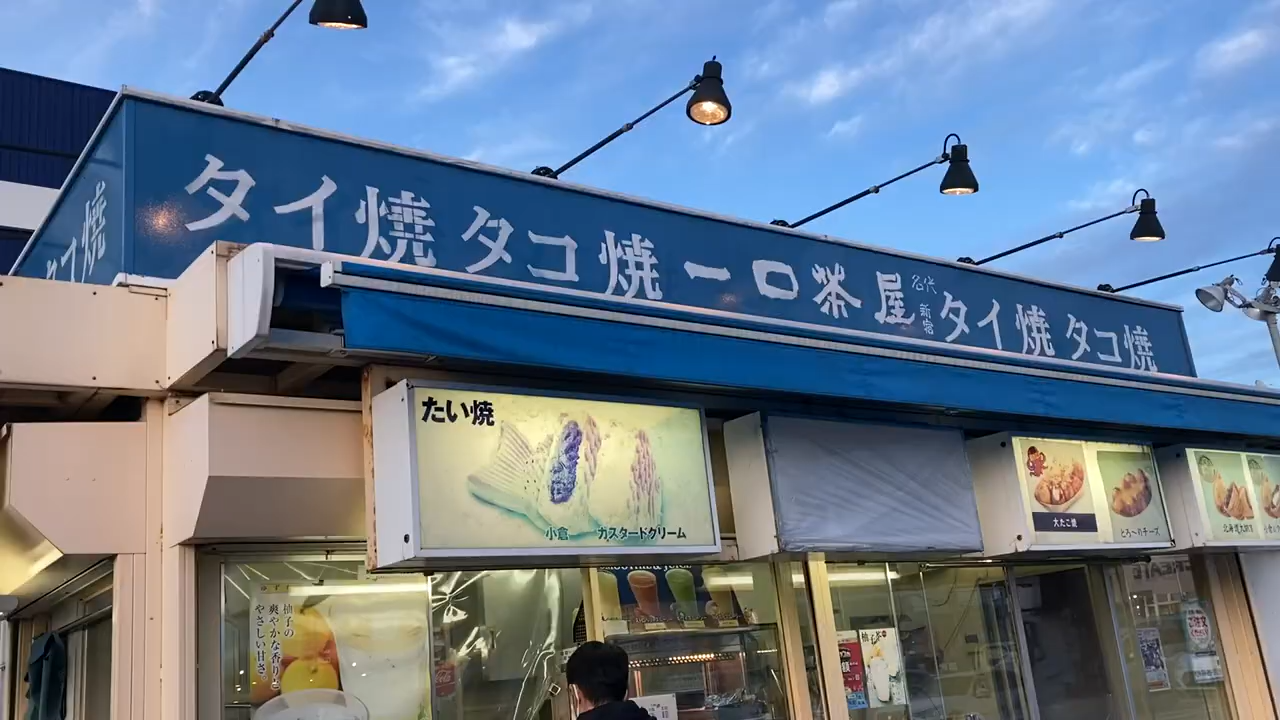 タイ焼 タコ焼 一口茶屋
名代
新宿
タイ焼 タコ焼
タコ焼
たい焼
小倉
カスタードクリーム
大たこ焼
とろ〜りチーズ
柚子の
爽やかな香りと
やさしい甘さ